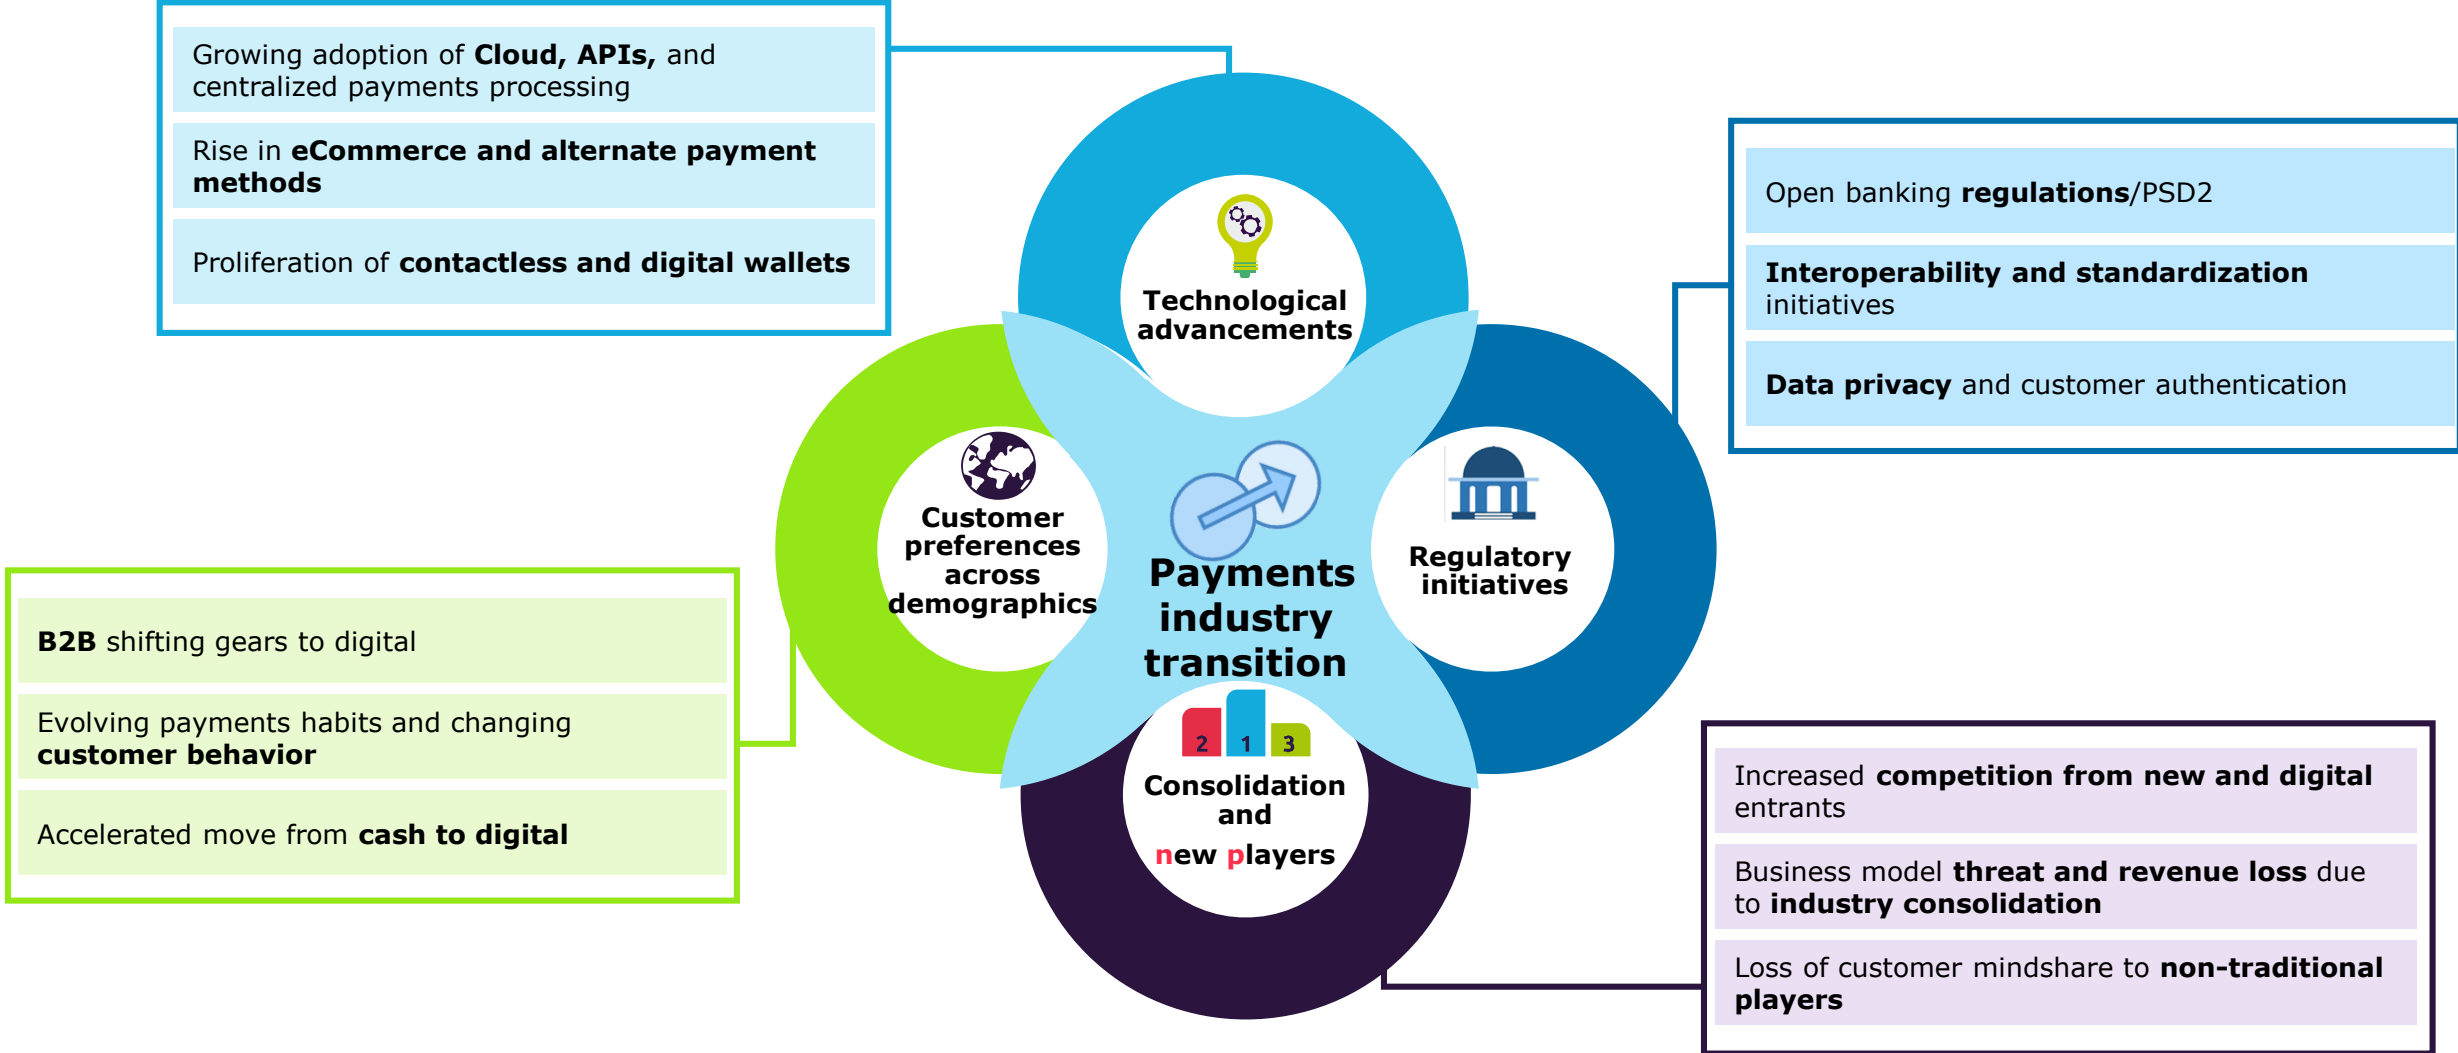 Growing adoption of Cloud, APIs, and
centralized payments processing
Rise in eCommerce and alternate payment
methods
Proliferation of contactless and digital wallets
Technological
advancements
Open banking regulations/PSD2
Interoperability and standardization
initiatives
Data privacy and customer authentication
Customer
preferences
across
demographics
Payments
industry
transition
Regulatory
initiatives
B2B shifting gears to digital
Evolving payments habits and changing
customer behavior
Accelerated move from cash to digital
2 1 3
Consolidation
and
new players
Increased competition from new and digital
entrants
Business model threat and revenue loss due
to industry consolidation
Loss of customer mindshare to non-traditional
players